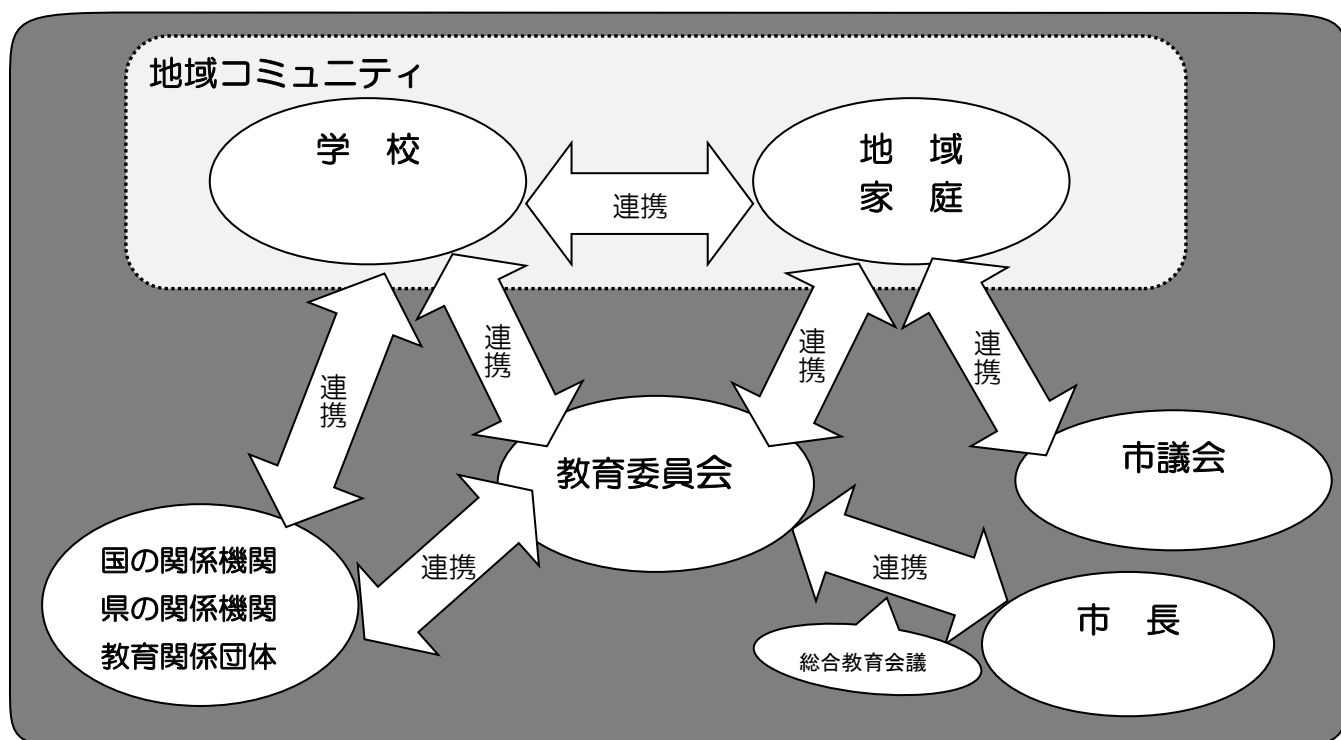 地域コミュニティ
学　校
地　域
家　庭
連携
連携
連携
連携
連携
教育委員会
市議会
国の関係機関
県の関係機関
教育関係団体
連携
連携
市　長
総合教育会議